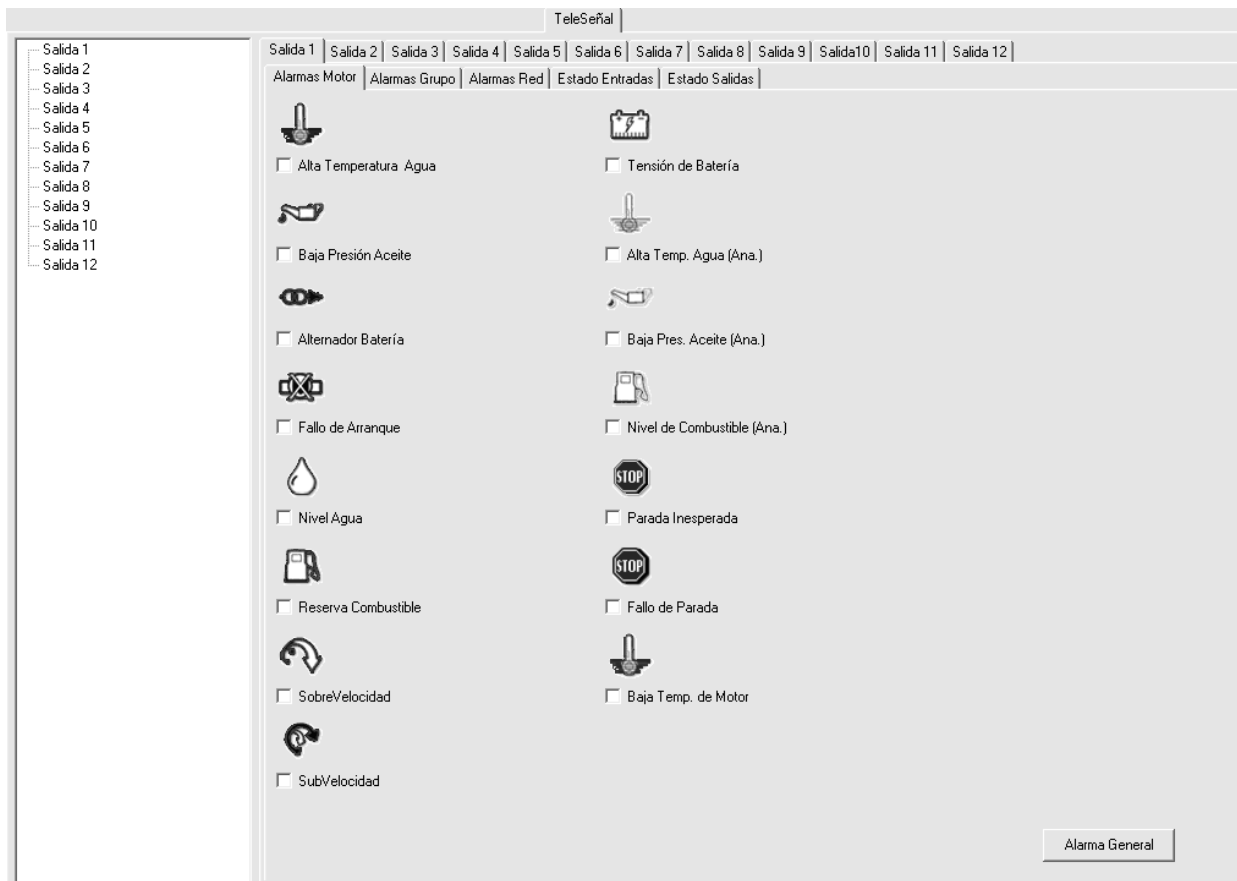 TeleSeñal
Salida 1
Salida 2
Salida 3
Salida 4
Salida 5
Salida 6
Salida 7
Salida 8
Salida 9
Salida 10
Salida 11
Salida 12
Salida 1 Salida 2 Salida 3 Salida 4 Salida 5 Salida 6 Salida 7 Salida 8 Salida 9 Salida10 Salida 11 Salida 12
Alarmas Motor Alarmas Grupo Alarmas Red Estado Entradas Estado Salidas
Alta Temperatura Agua
Tensión de Batería
Baja Presión Aceite
Alta Temp. Agua (Ana.)
Alternador Batería
Baja Pres. Aceite (Ana.)
Fallo de Arranque
Nivel de Combustible (Ana.)
STOP
Nivel Agua
Parada Inesperada
STOP
Reserva Combustible
Fallo de Parada
SobreVelocidad
Baja Temp. de Motor
SubVelocidad
Alarma General